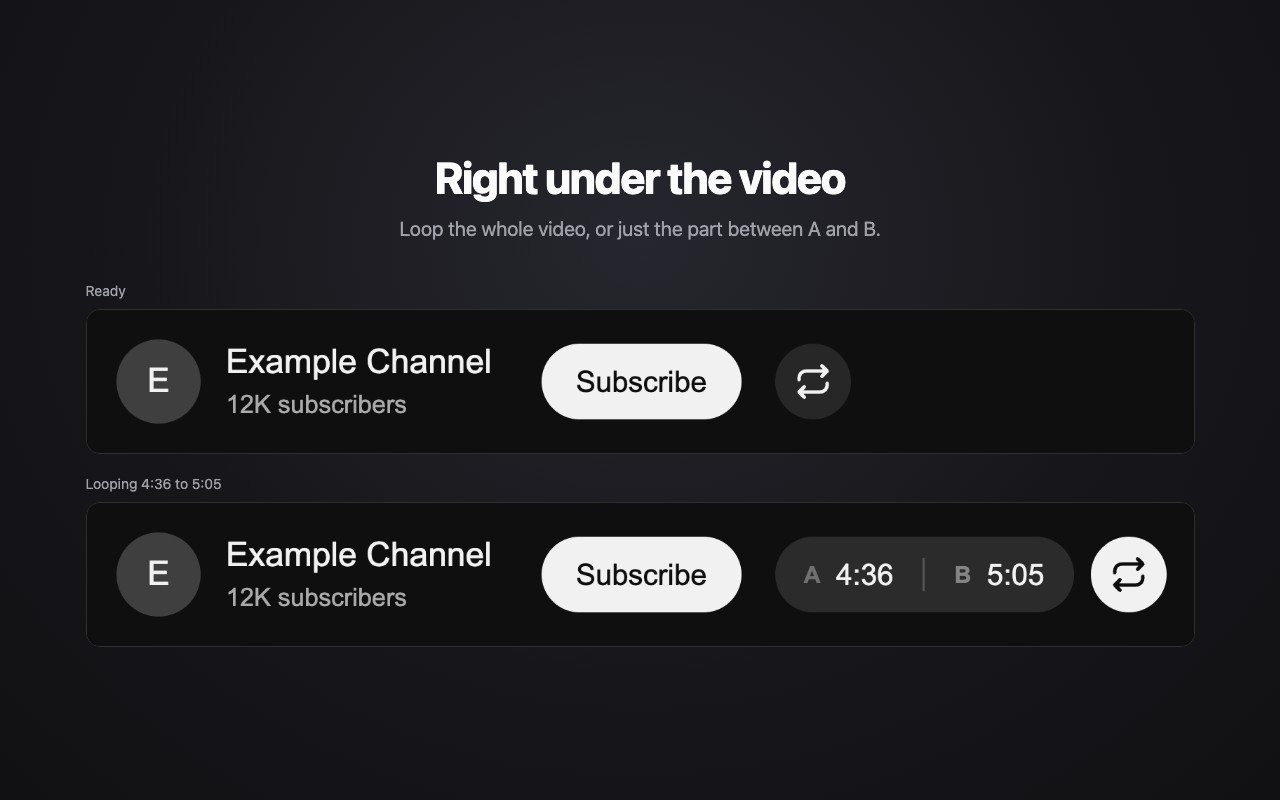 Right under the video
Loop the whole video, or just the part between A and B.
Ready
E
Example Channel
12K subscribers
Subscribe
Looping 4:36 to 5:05
E
Example Channel
12K subscribers
Subscribe
A 4:36 B 5:05